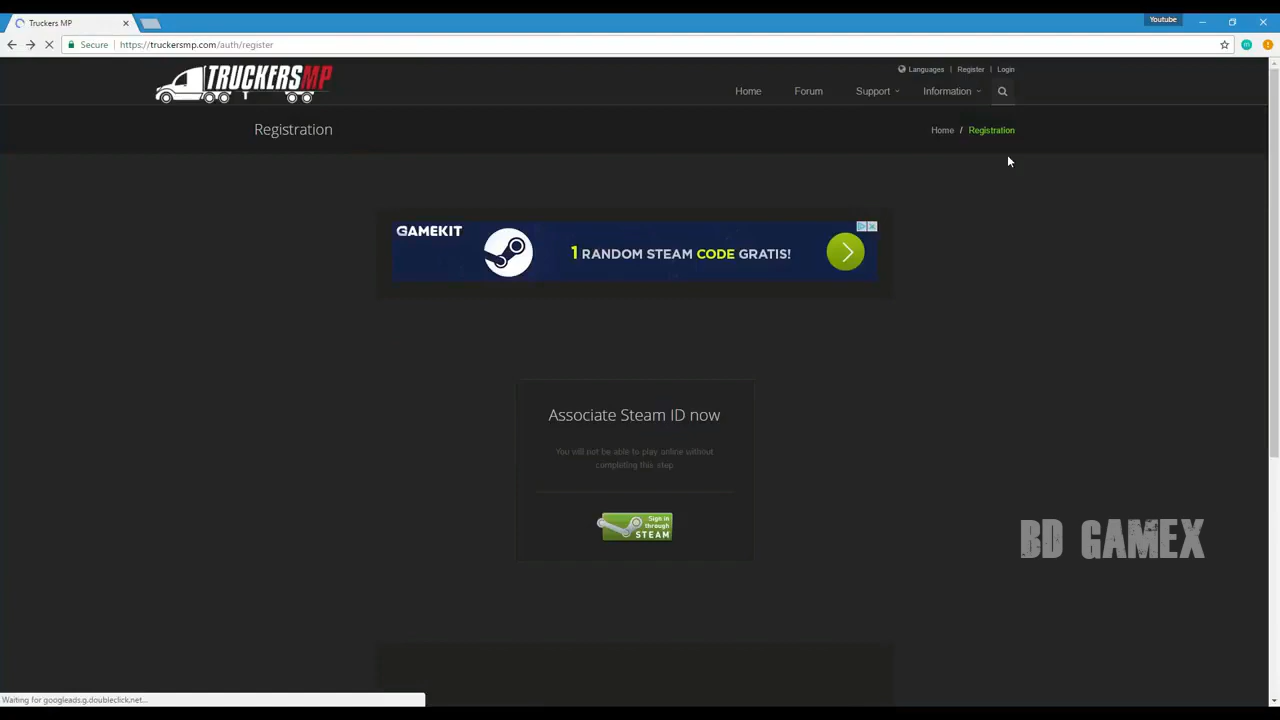 Truckers MP
Youtube
Secure
https://truckersmp.com/auth/register
TRUCKERSMP
Languages | Register | Login
Home Forum Support Information
Registration
Home / Registration
GAMEKIT
1 RANDOM STEAM CODE GRATIS!
Associate Steam ID now
You will not be able to play online without
completing this step.
Sign in
through
STEAM
BD GAMEX
Waiting for googleads.g.doubleclick.net...